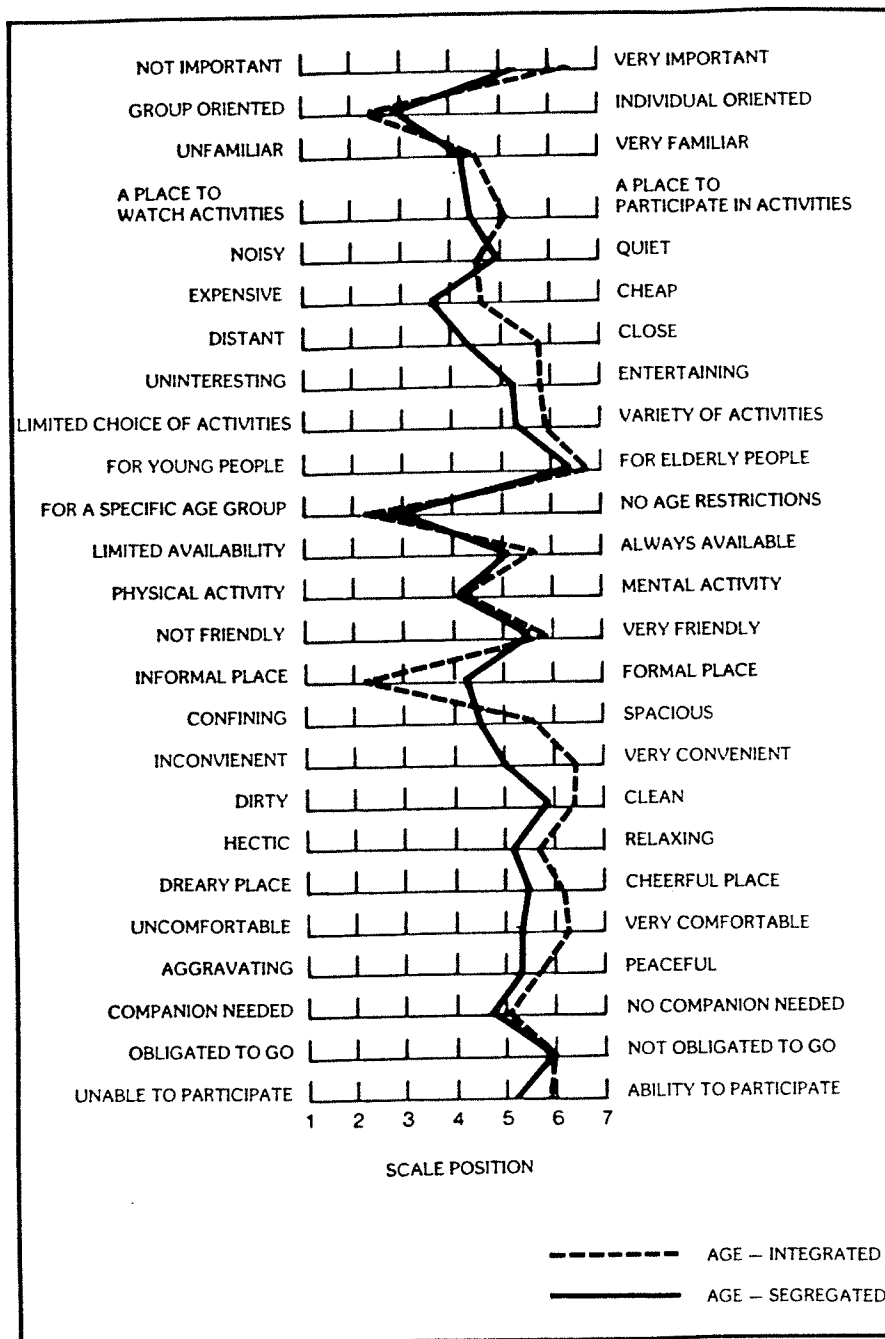 NOT IMPORTANT VERY IMPORTANT
GROUP ORIENTED INDIVIDUAL ORIENTED
UNFAMILIAR VERY FAMILIAR
A PLACE TO A PLACE TO
WATCH ACTIVITIES PARTICIPATE IN ACTIVITIES
NOISY QUIET
EXPENSIVE CHEAP
DISTANT CLOSE
UNINTERESTING ENTERTAINING
LIMITED CHOICE OF ACTIVITIES VARIETY OF ACTIVITIES
FOR YOUNG PEOPLE FOR ELDERLY PEOPLE
FOR A SPECIFIC AGE GROUP NO AGE RESTRICTIONS
LIMITED AVAILABILITY ALWAYS AVAILABLE
PHYSICAL ACTIVITY MENTAL ACTIVITY
NOT FRIENDLY VERY FRIENDLY
INFORMAL PLACE FORMAL PLACE
CONFINING SPACIOUS
INCONVIENENT VERY CONVENIENT
DIRTY CLEAN
HECTIC RELAXING
DREARY PLACE CHEERFUL PLACE
UNCOMFORTABLE VERY COMFORTABLE
AGGRAVATING PEACEFUL
COMPANION NEEDED NO COMPANION NEEDED
OBLIGATED TO GO NOT OBLIGATED TO GO
UNABLE TO PARTICIPATE ABILITY TO PARTICIPATE
1 2 3 4 5 6 7
SCALE POSITION
AGE — INTEGRATED
AGE — SEGREGATED